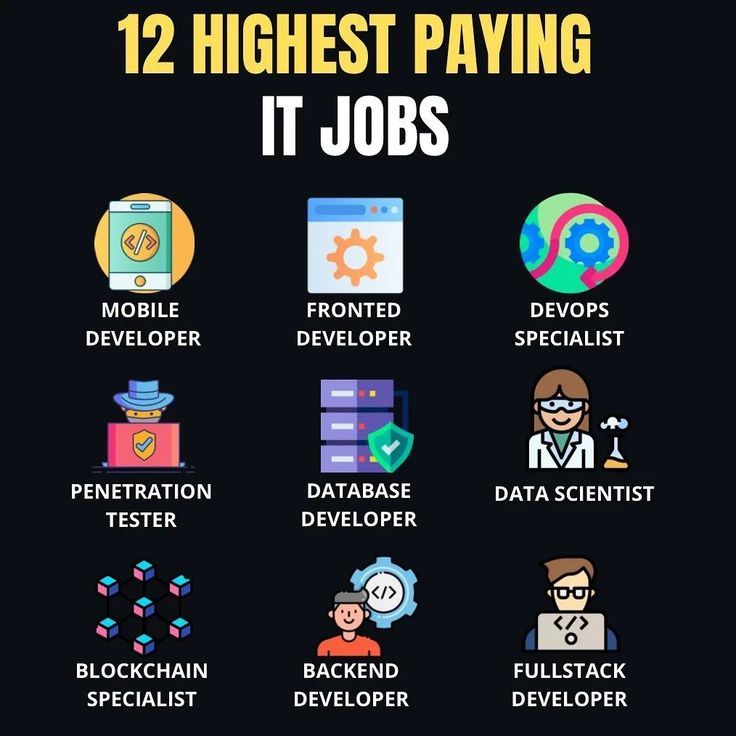 12 HIGHEST PAYING
IT JOBS
MOBILE
DEVELOPER
FRONTED
DEVELOPER
DEVOPS
SPECIALIST
PENETRATION
TESTER
DATABASE
DEVELOPER
DATA SCIENTIST
BLOCKCHAIN
SPECIALIST
BACKEND
DEVELOPER
FULLSTACK
DEVELOPER